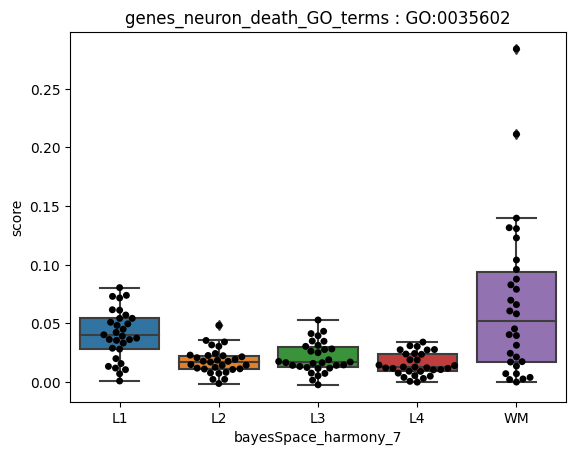 genes_neuron_death_GO_terms : GO:0035602
score
0.25
0.20
0.15
0.10
0.05
0.00
L1 L2 L3 L4 WM
bayesSpace_harmony_7